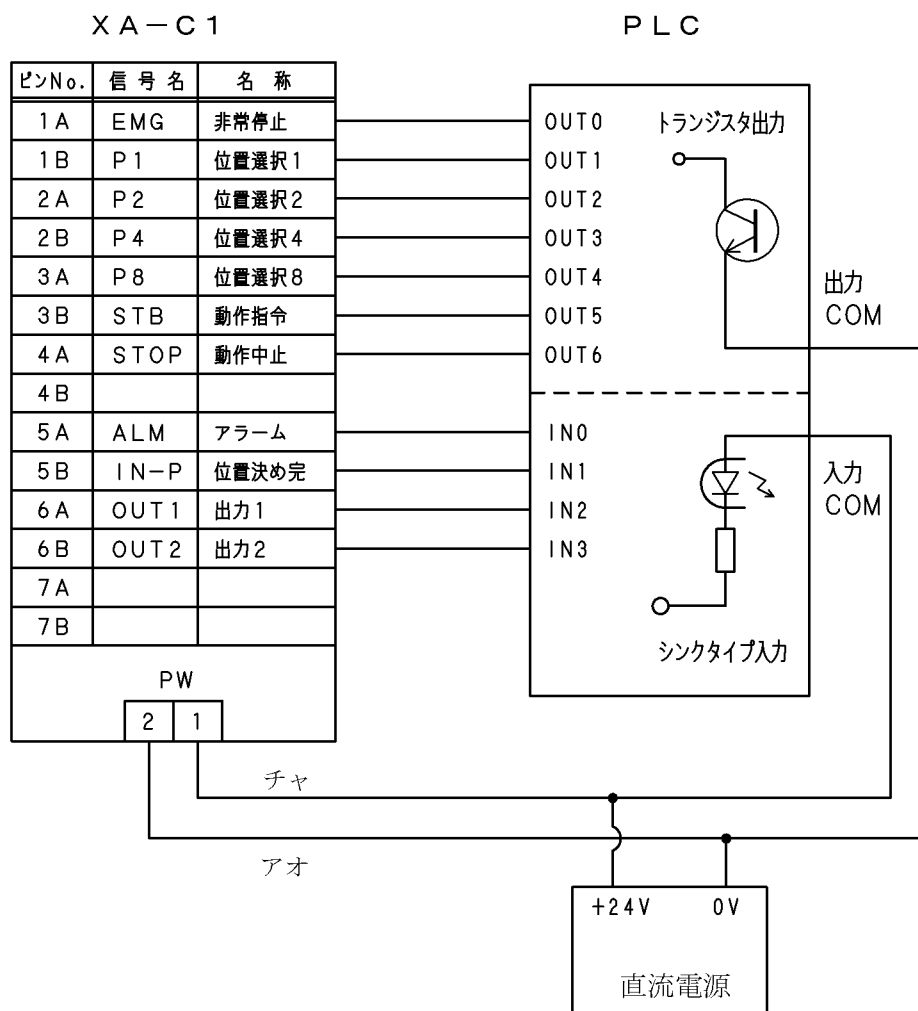 XA－C1
PLC
ピンNo. 信号名 名称
1A EMG 非常停止
1B P1 位置選択1
2A P2 位置選択2
2B P4 位置選択4
3A P8 位置選択8
3B STB 動作指令
4A STOP 動作中止
4B
5A ALM アラーム
5B IN－P 位置決め完
6A OUT1 出力1
6B OUT2 出力2
7A
7B
PW
2 1
OUT0
OUT1
OUT2
OUT3
OUT4
OUT5
OUT6
トランジスタ出力
出力
COM
IN0
IN1
IN2
IN3
入力
COM
シンクタイプ入力
チャ
アオ
+24V 0V
直流電源